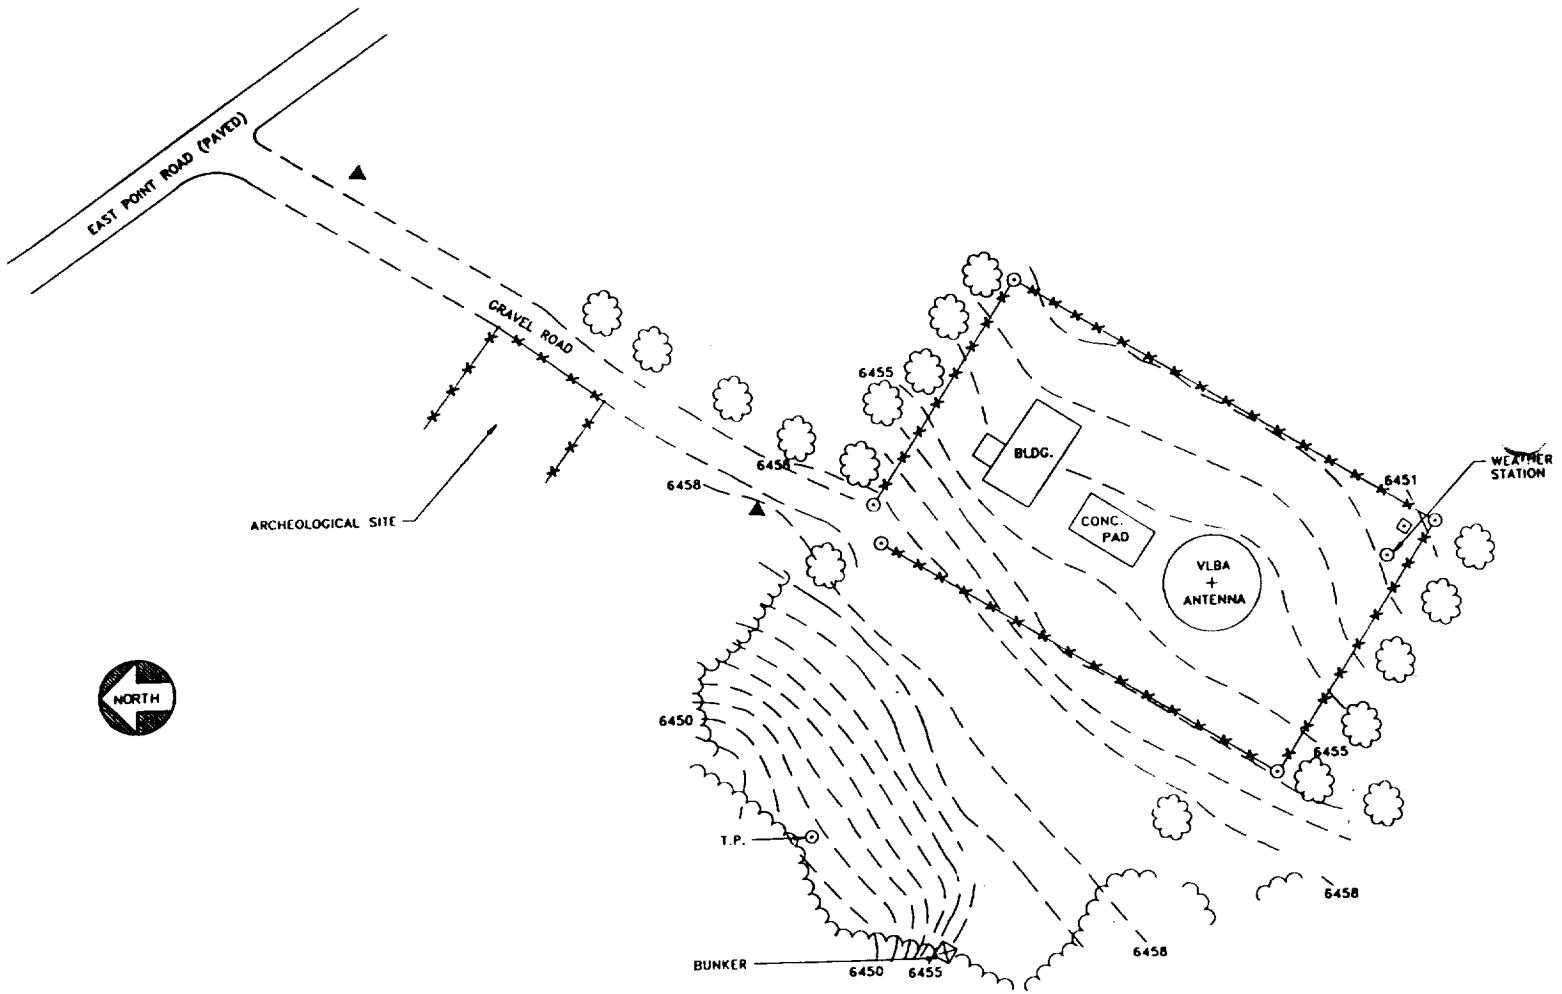 EAST POINT ROAD (PAVED)
GRAVEL ROAD
6455
BLDG.
WEATHER
STATION
6458
6451
6458
ARCHEOLOGICAL SITE
CONC.
PAD
VLBA
+
ANTENNA
NORTH
6450
6455
T.P.
6458
6458
BUNKER
6450
6455